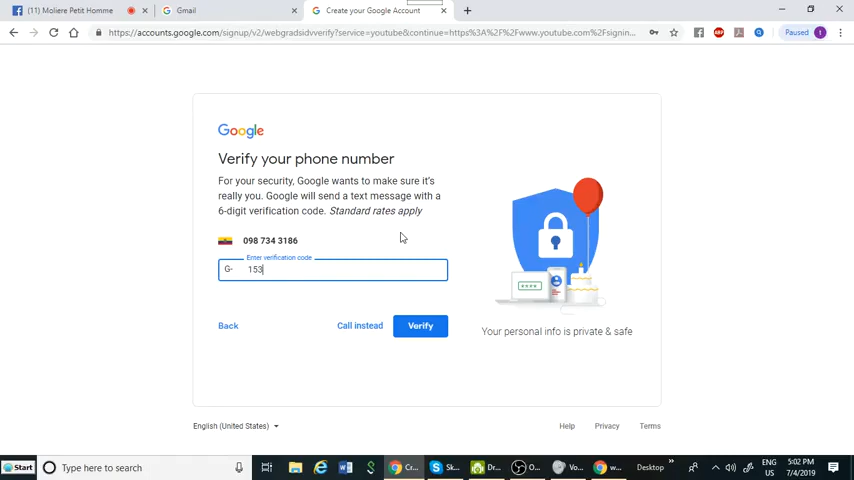 (11) Moliere Petit Homme
Gmail
Create your Google Account
https://accounts.google.com/signup/v2/webgradsidvverify?service=youtube&continue=https%3A%2F%2Fwww.youtube.com%2Fsignin...
Paused
Google
Verify your phone number
For your security, Google wants to make sure it's
really you. Google will send a text message with a
6-digit verification code. Standard rates apply
098 734 3186
Enter verification code
G- 153
Back
Call instead
Verify
****
Your personal info is private & safe
English (United States)
Help
Privacy
Terms
Start
Type here to search
Cr...
Sk...
Dr...
O...
Vo...
w...
Desktop
ENG
US
5:02 PM
7/4/2019